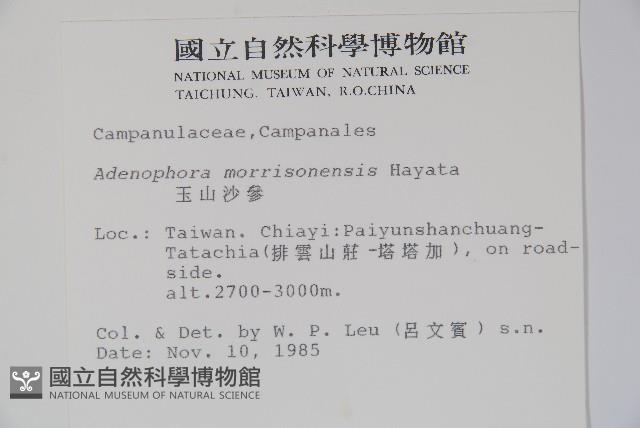 國立自然科學博物館
NATIONAL MUSEUM OF NATURAL SCIENCE
TAICHUNG. TAIWAN, R.O.CHINA
Campanulaceae,Campanales
Adenophora morrisonensis Hayata
玉山沙參
Loc.: Taiwan. Chiayi:Paiyunshanchuang-
Tatachia(排雲山莊-塔塔加), on road-
side.
alt.2700-3000m.
Col. & Det. by W. P. Leu (呂文賓) s.n.
Date: Nov. 10, 1985
國立自然科學博物館
NATIONAL MUSEUM OF NATURAL SCIENCE